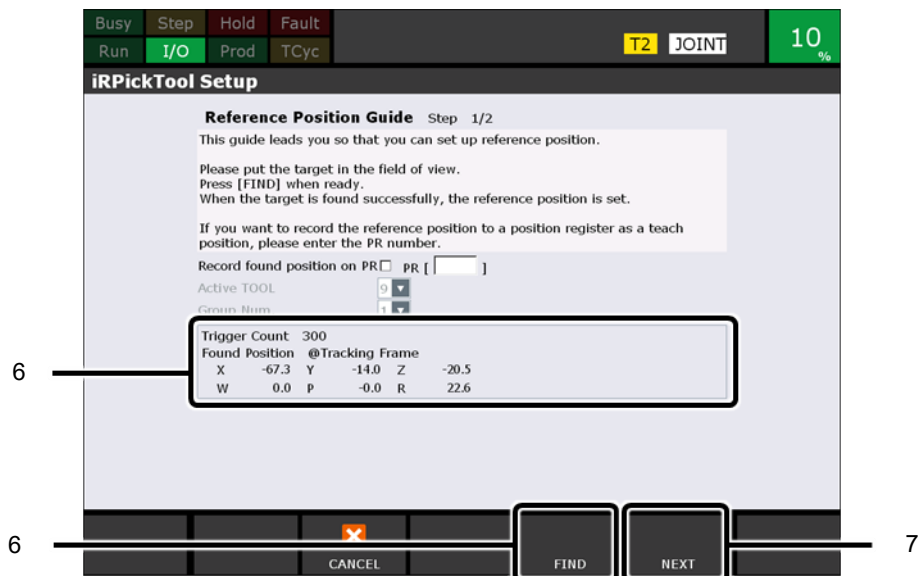 Busy Step Hold Fault
Run I/O Prod TCyc
T2 JOINT
10 %
iRPickTool Setup
Reference Position Guide Step 1/2
This guide leads you so that you can set up reference position.
Please put the target in the field of view.
Press [FIND] when ready.
When the target is found successfully, the reference position is set.
If you want to record the reference position to a position register as a teach
position, please enter the PR number.
Record found position on PR PR [ ]
Active TOOL 9
Group Num 1
Trigger Count 300
Found Position @Tracking Frame
X -67.3 Y -14.0 Z -20.5
W 0.0 P -0.0 R 22.6
6
6
7
CANCEL FIND NEXT